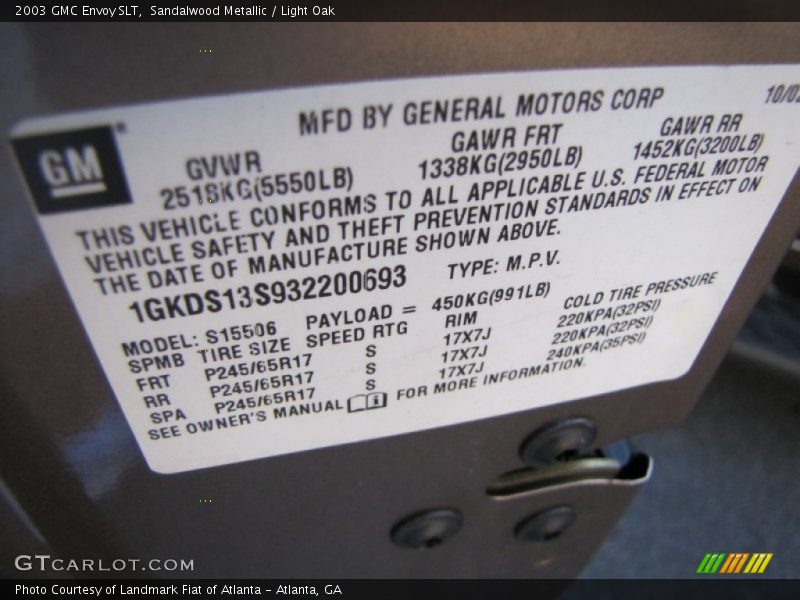 2003 GMC Envoy SLT, Sandalwood Metallic / Light Oak
10/02
MFD BY GENERAL MOTORS CORP
GM
GVWR GAWR FRT GAWR RR
2518KG(5550LB) 1338KG(2950LB) 1452KG(3200LB)
THIS VEHICLE CONFORMS TO ALL APPLICABLE U.S. FEDERAL MOTOR
VEHICLE SAFETY AND THEFT PREVENTION STANDARDS IN EFFECT ON
THE DATE OF MANUFACTURE SHOWN ABOVE.
1GKDS13S932200693 TYPE: M.P.V.
MODEL: S15506 PAYLOAD = 450KG(991LB)
SPMB TIRE SIZE SPEED RTG RIM COLD TIRE PRESSURE
FRT P245/65R17 S 17X7J 220KPA(32PSI)
RR P245/65R17 S 17X7J 220KPA(32PSI)
SPA P245/65R17 S 17X7J 240KPA(35PSI)
SEE OWNER'S MANUAL FOR MORE INFORMATION.
GTCARLOT.COM
Photo Courtesy of Landmark Fiat of Atlanta - Atlanta, GA